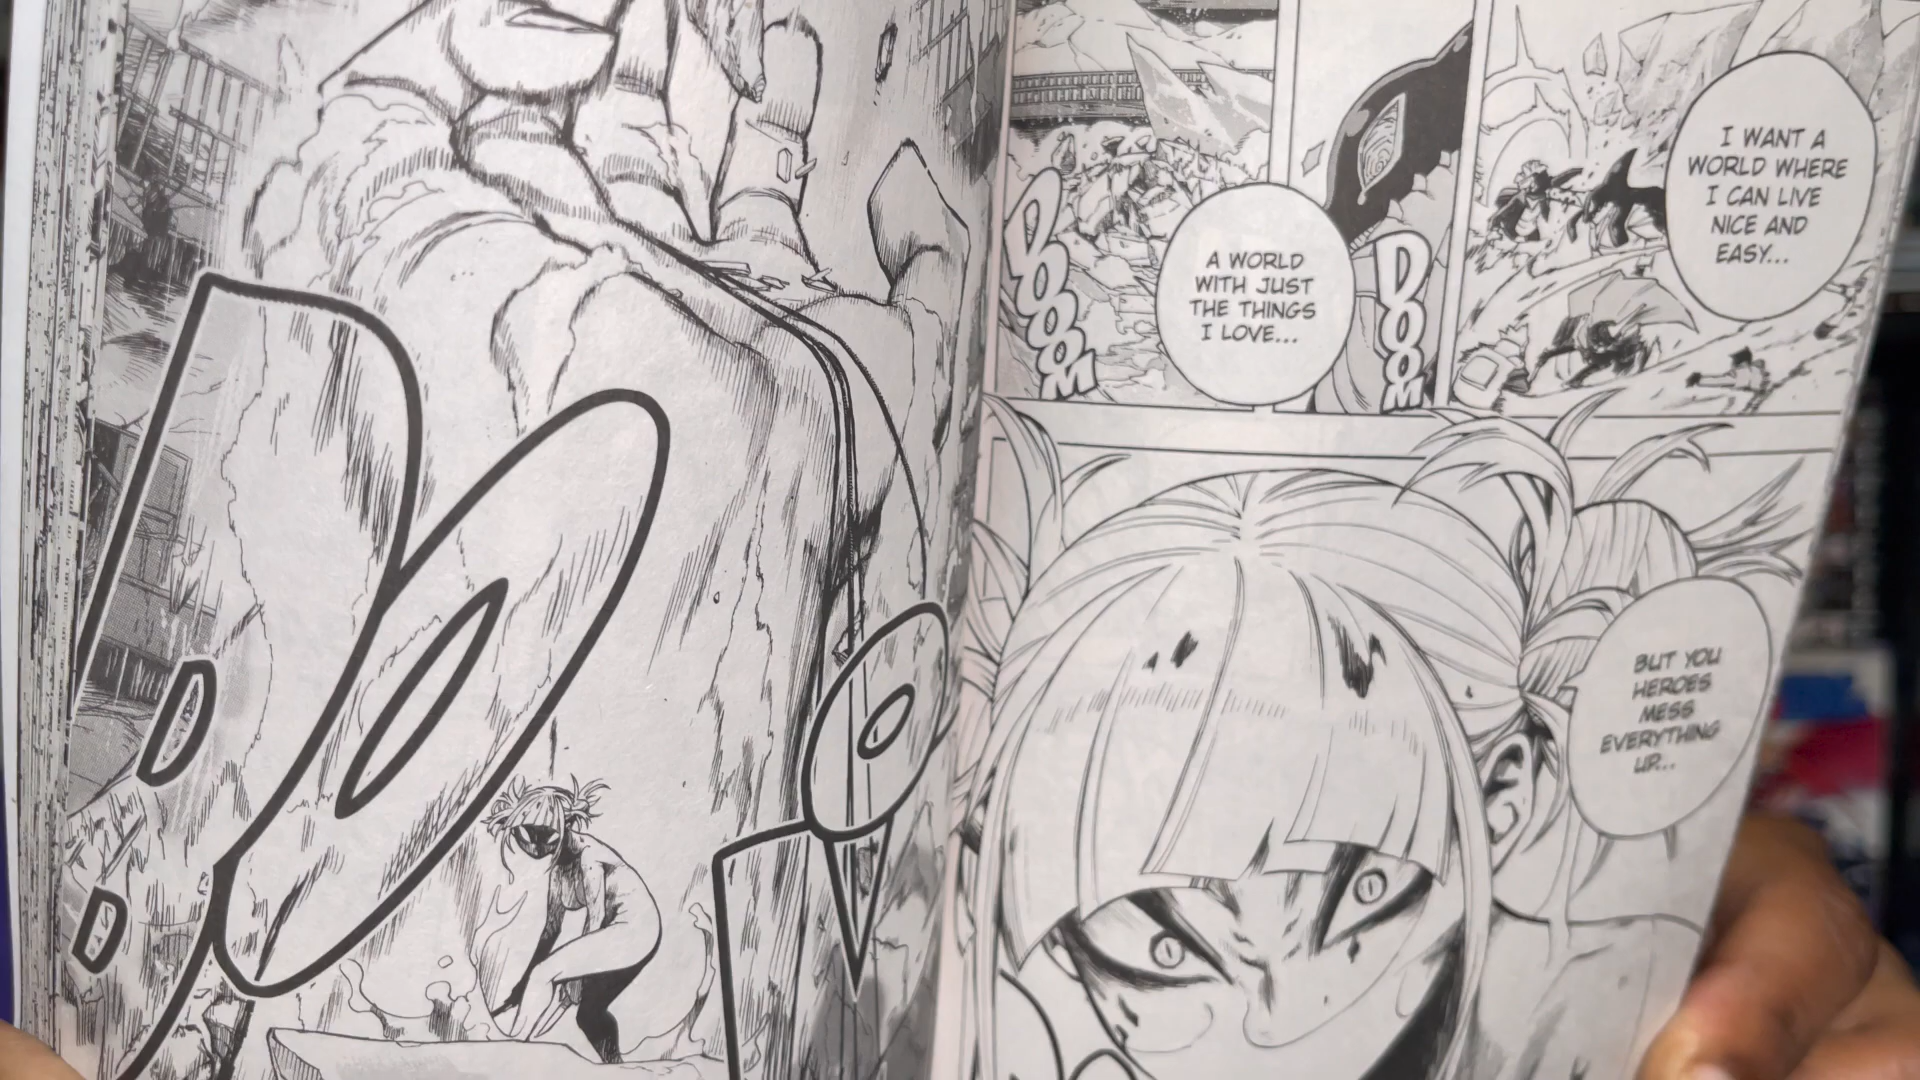 I WANT A
WORLD WHERE
I CAN LIVE
NICE AND
EASY...
DOOM
A WORLD
WITH JUST
THE THINGS
I LOVE...
DOOOM
BUT YOU
HEROES
MESS
EVERYTHING
UP...